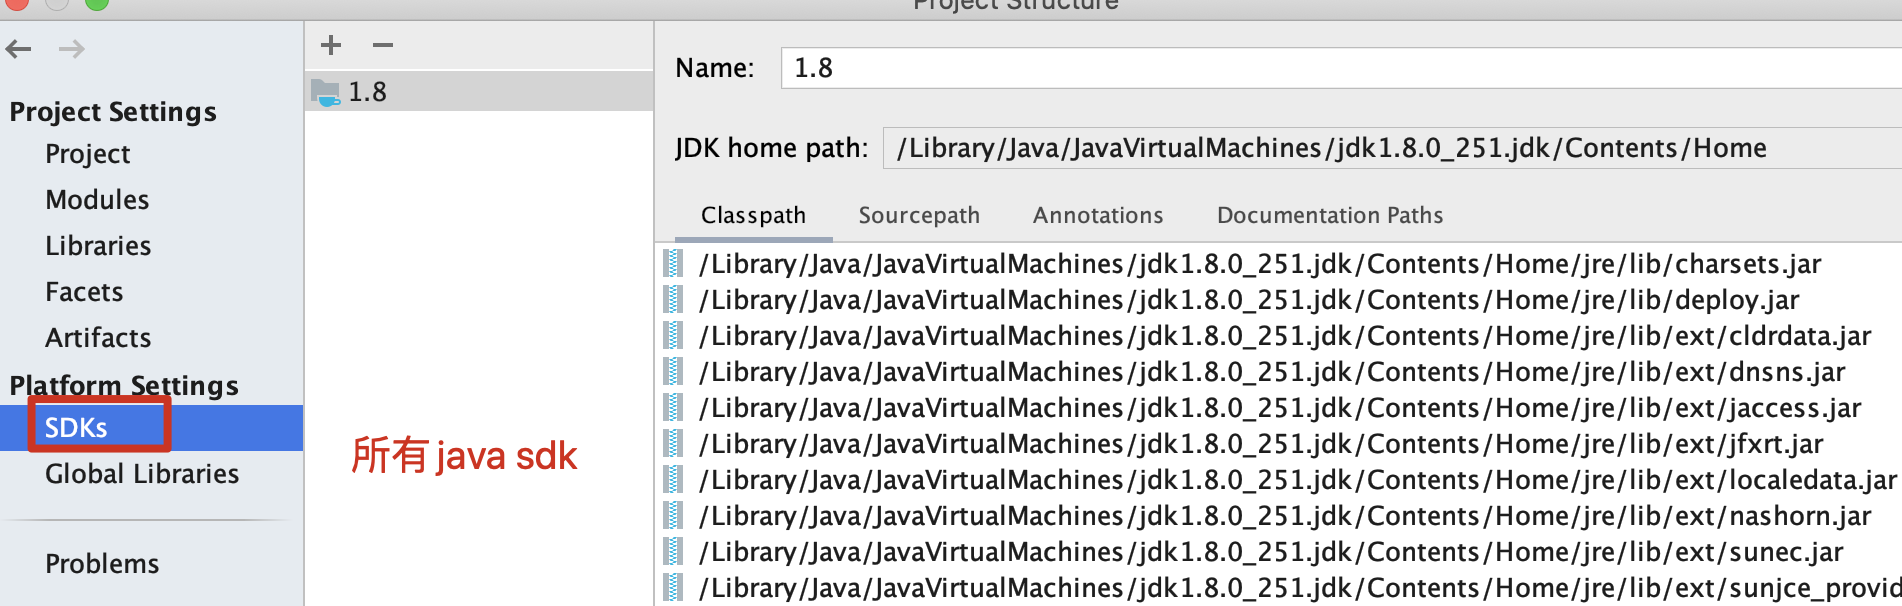 Project Structure
Project Settings
Project
Modules
Libraries
Facets
Artifacts
Platform Settings
SDKs
Global Libraries
Problems
1.8
所有 java sdk
Name: 1.8
JDK home path: /Library/Java/JavaVirtualMachines/jdk1.8.0_251.jdk/Contents/Home
Classpath Sourcepath Annotations Documentation Paths
/Library/Java/JavaVirtualMachines/jdk1.8.0_251.jdk/Contents/Home/jre/lib/charsets.jar
/Library/Java/JavaVirtualMachines/jdk1.8.0_251.jdk/Contents/Home/jre/lib/deploy.jar
/Library/Java/JavaVirtualMachines/jdk1.8.0_251.jdk/Contents/Home/jre/lib/ext/cldrdata.jar
/Library/Java/JavaVirtualMachines/jdk1.8.0_251.jdk/Contents/Home/jre/lib/ext/dnsns.jar
/Library/Java/JavaVirtualMachines/jdk1.8.0_251.jdk/Contents/Home/jre/lib/ext/jaccess.jar
/Library/Java/JavaVirtualMachines/jdk1.8.0_251.jdk/Contents/Home/jre/lib/ext/jfxrt.jar
/Library/Java/JavaVirtualMachines/jdk1.8.0_251.jdk/Contents/Home/jre/lib/ext/localedata.jar
/Library/Java/JavaVirtualMachines/jdk1.8.0_251.jdk/Contents/Home/jre/lib/ext/nashorn.jar
/Library/Java/JavaVirtualMachines/jdk1.8.0_251.jdk/Contents/Home/jre/lib/ext/sunec.jar
/Library/Java/JavaVirtualMachines/jdk1.8.0_251.jdk/Contents/Home/jre/lib/ext/sunjce_provid